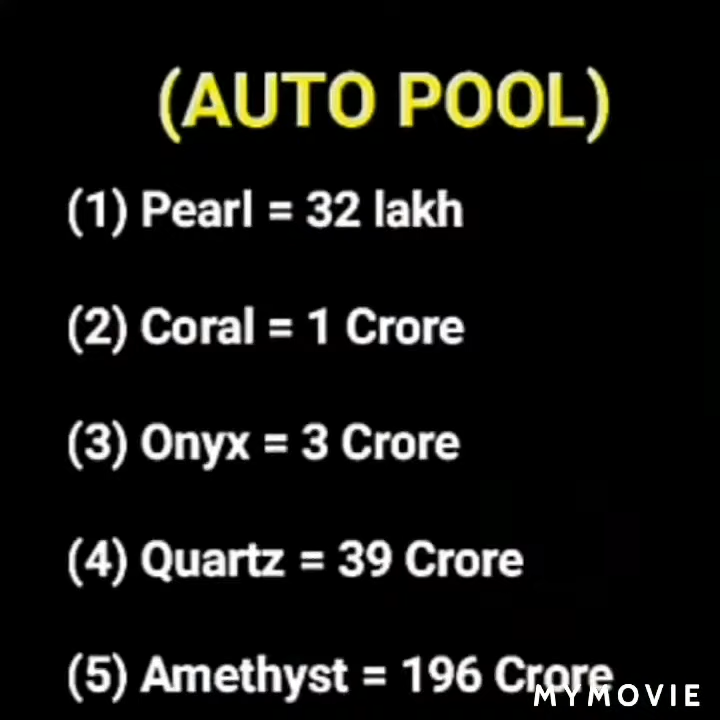 (AUTO POOL)
(1) Pearl = 32 lakh
(2) Coral = 1 Crore
(3) Onyx = 3 Crore
(4) Quartz = 39 Crore
(5) Amethyst = 196 Crore
MYMOVIE